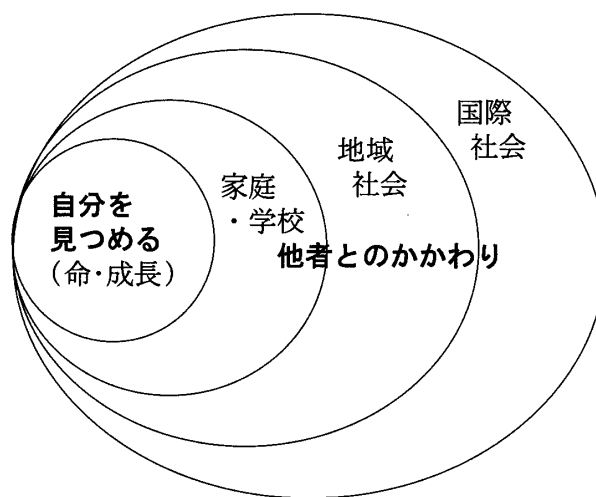 自分を
見つめる
（命・成長）
家庭
・学校
地域
社会
国際
社会
他者とのかかわり